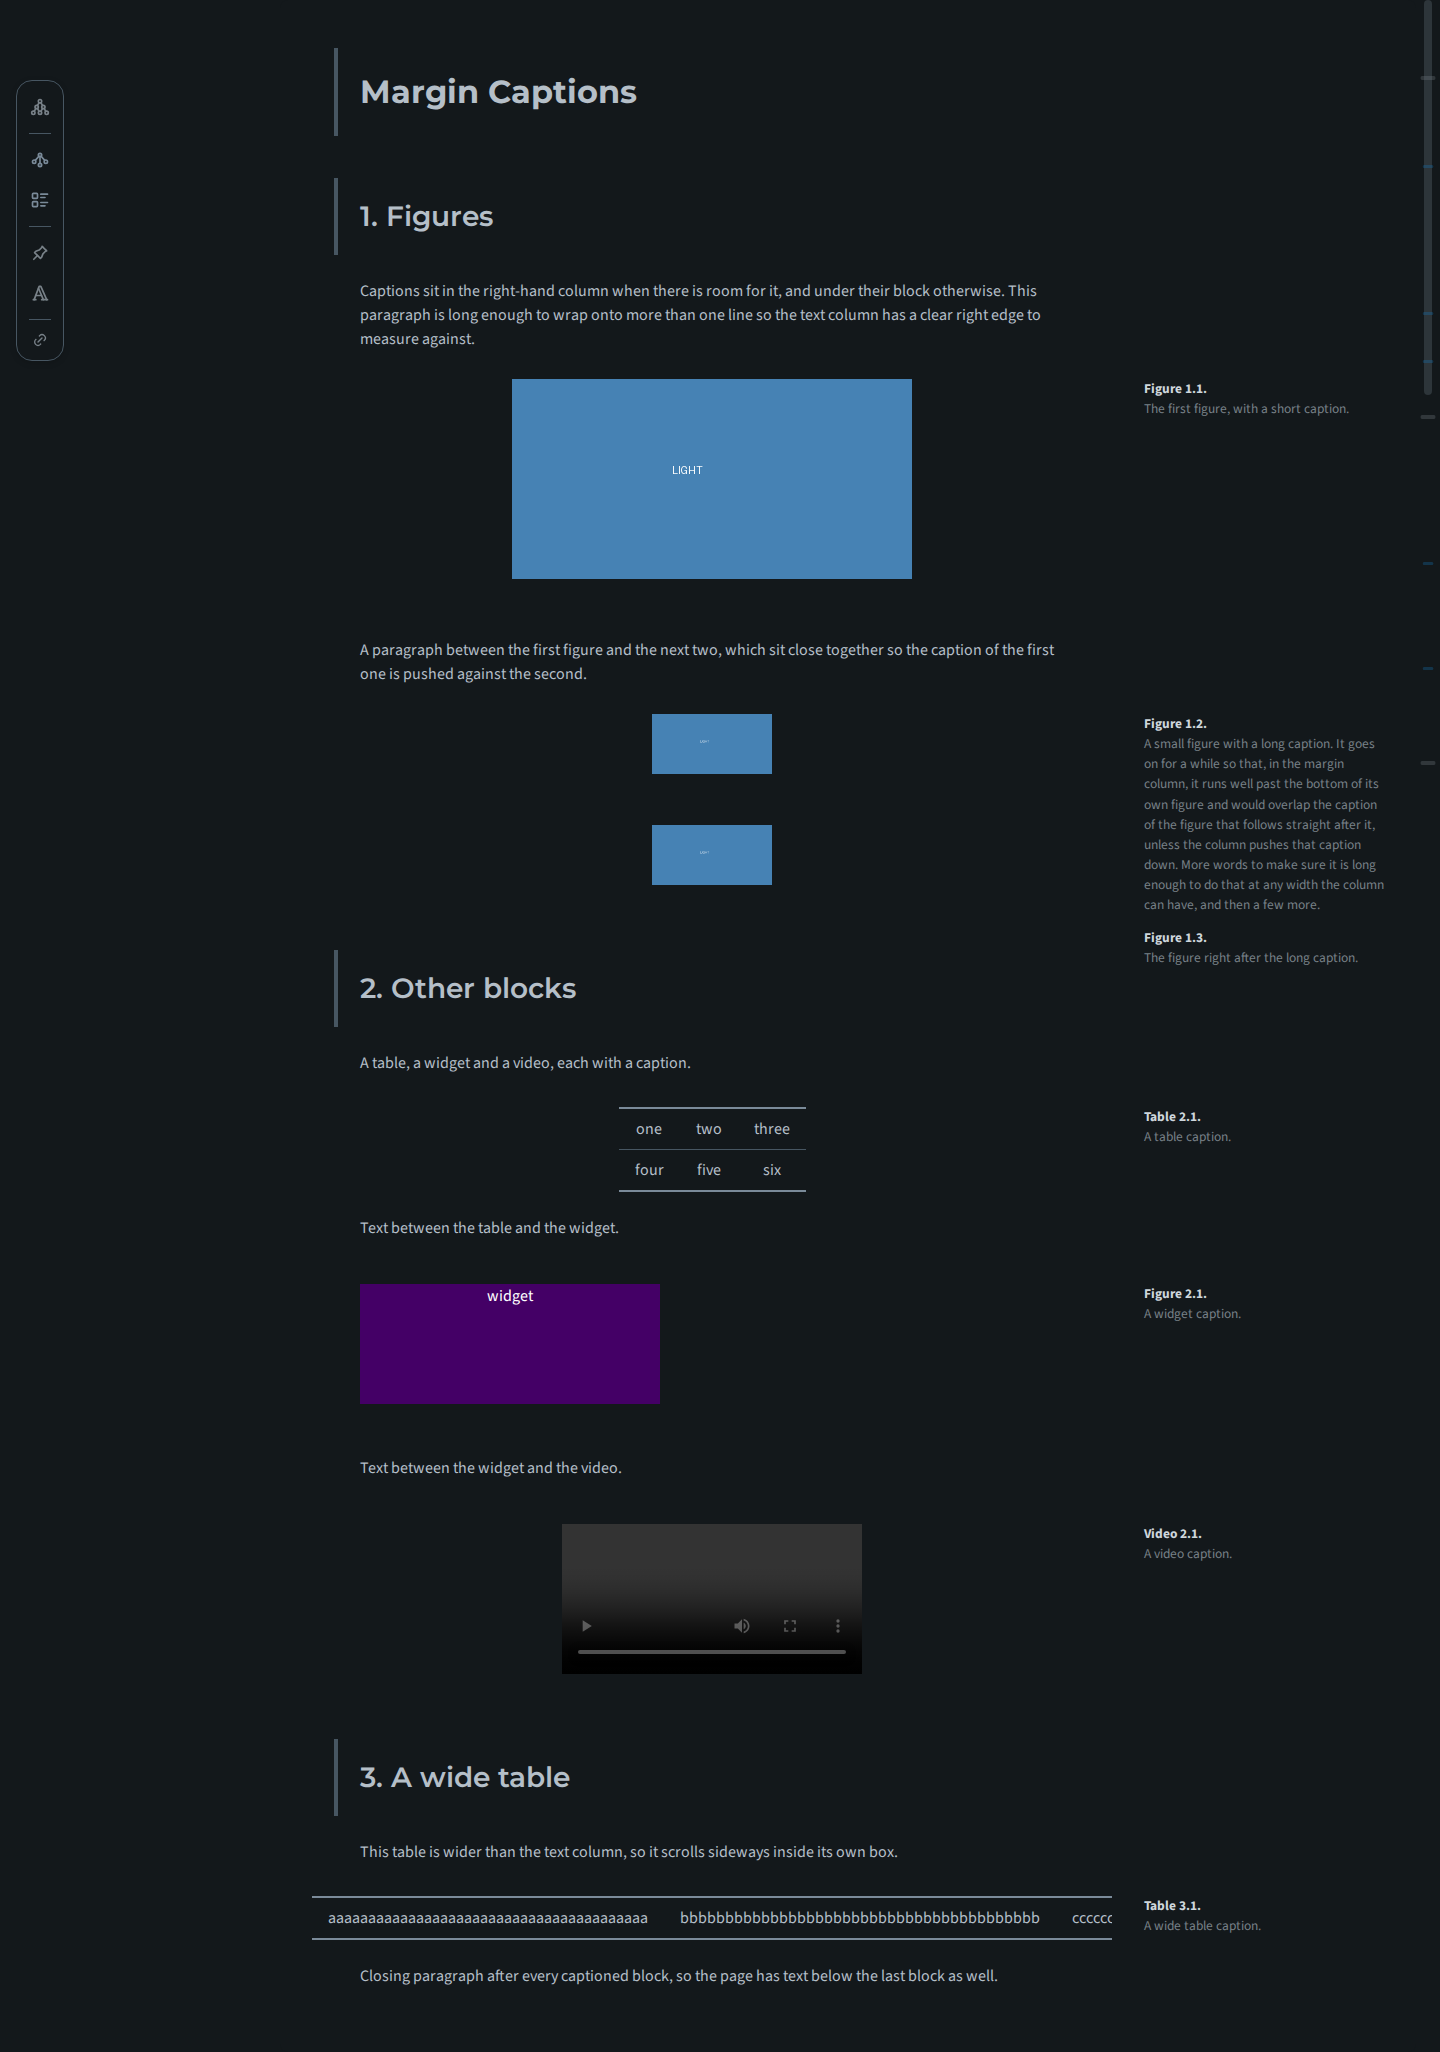 Margin Captions
1. Figures
Captions sit in the right-hand column when there is room for it, and under their block otherwise. This
paragraph is long enough to wrap onto more than one line so the text column has a clear right edge to
measure against.
LIGHT
Figure 1.1.
The first figure, with a short caption.
A paragraph between the first figure and the next two, which sit close together so the caption of the first
one is pushed against the second.
Figure 1.2.
A small figure with a long caption. It goes
on for a while so that, in the margin
column, it runs well past the bottom of its
own figure and would overlap the caption
of the figure that follows straight after it,
unless the column pushes that caption
down. More words to make sure it is long
enough to do that at any width the column
can have, and then a few more.
Figure 1.3.
The figure right after the long caption.
2. Other blocks
A table, a widget and a video, each with a caption.
one two three
four five six
Table 2.1.
A table caption.
Text between the table and the widget.
widget
Figure 2.1.
A widget caption.
Text between the widget and the video.
Video 2.1.
A video caption.
3. A wide table
This table is wider than the text column, so it scrolls sideways inside its own box.
aaaaaaaaaaaaaaaaaaaaaaaaaaaaaaaaaaaaaaaa bbbbbbbbbbbbbbbbbbbbbbbbbbbbbbbbbbbbbbbb cccccc
Table 3.1.
A wide table caption.
Closing paragraph after every captioned block, so the page has text below the last block as well.